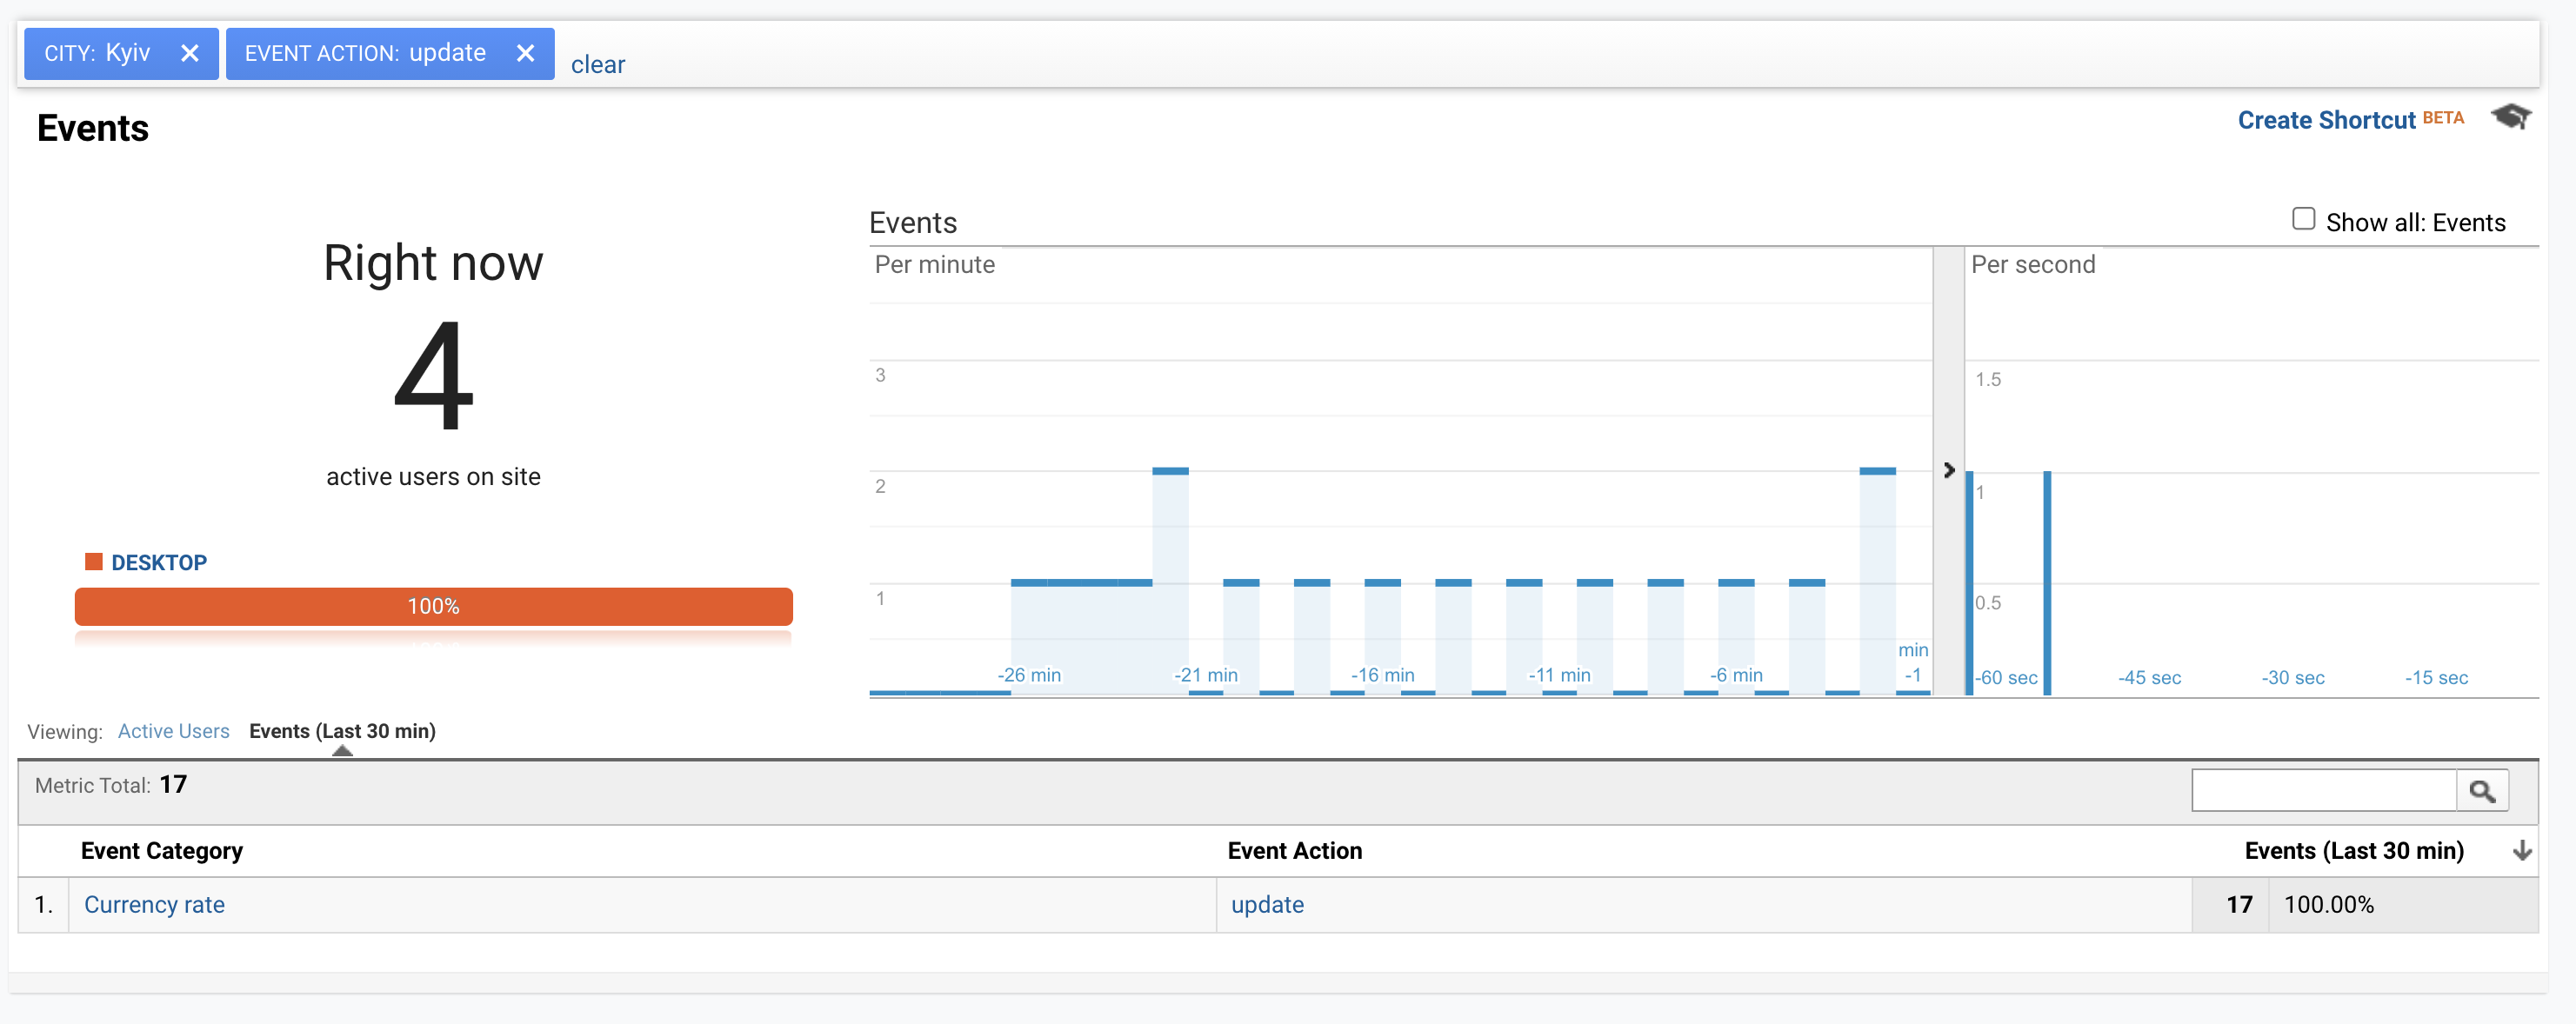 CITY: Kyiv ✕ EVENT ACTION: update ✕ clear
Events
Create Shortcut BETA
Right now
4
active users on site
DESKTOP
100%
Events
Show all: Events
Per minute
Per second
3
2
1
-26 min
-21 min
-16 min
-11 min
-6 min
min
-1
1.5
1
0.5
-60 sec
-45 sec
-30 sec
-15 sec
Viewing: Active Users Events (Last 30 min)
Metric Total: 17
Event Category Event Action Events (Last 30 min)
1. Currency rate update 17 100.00%